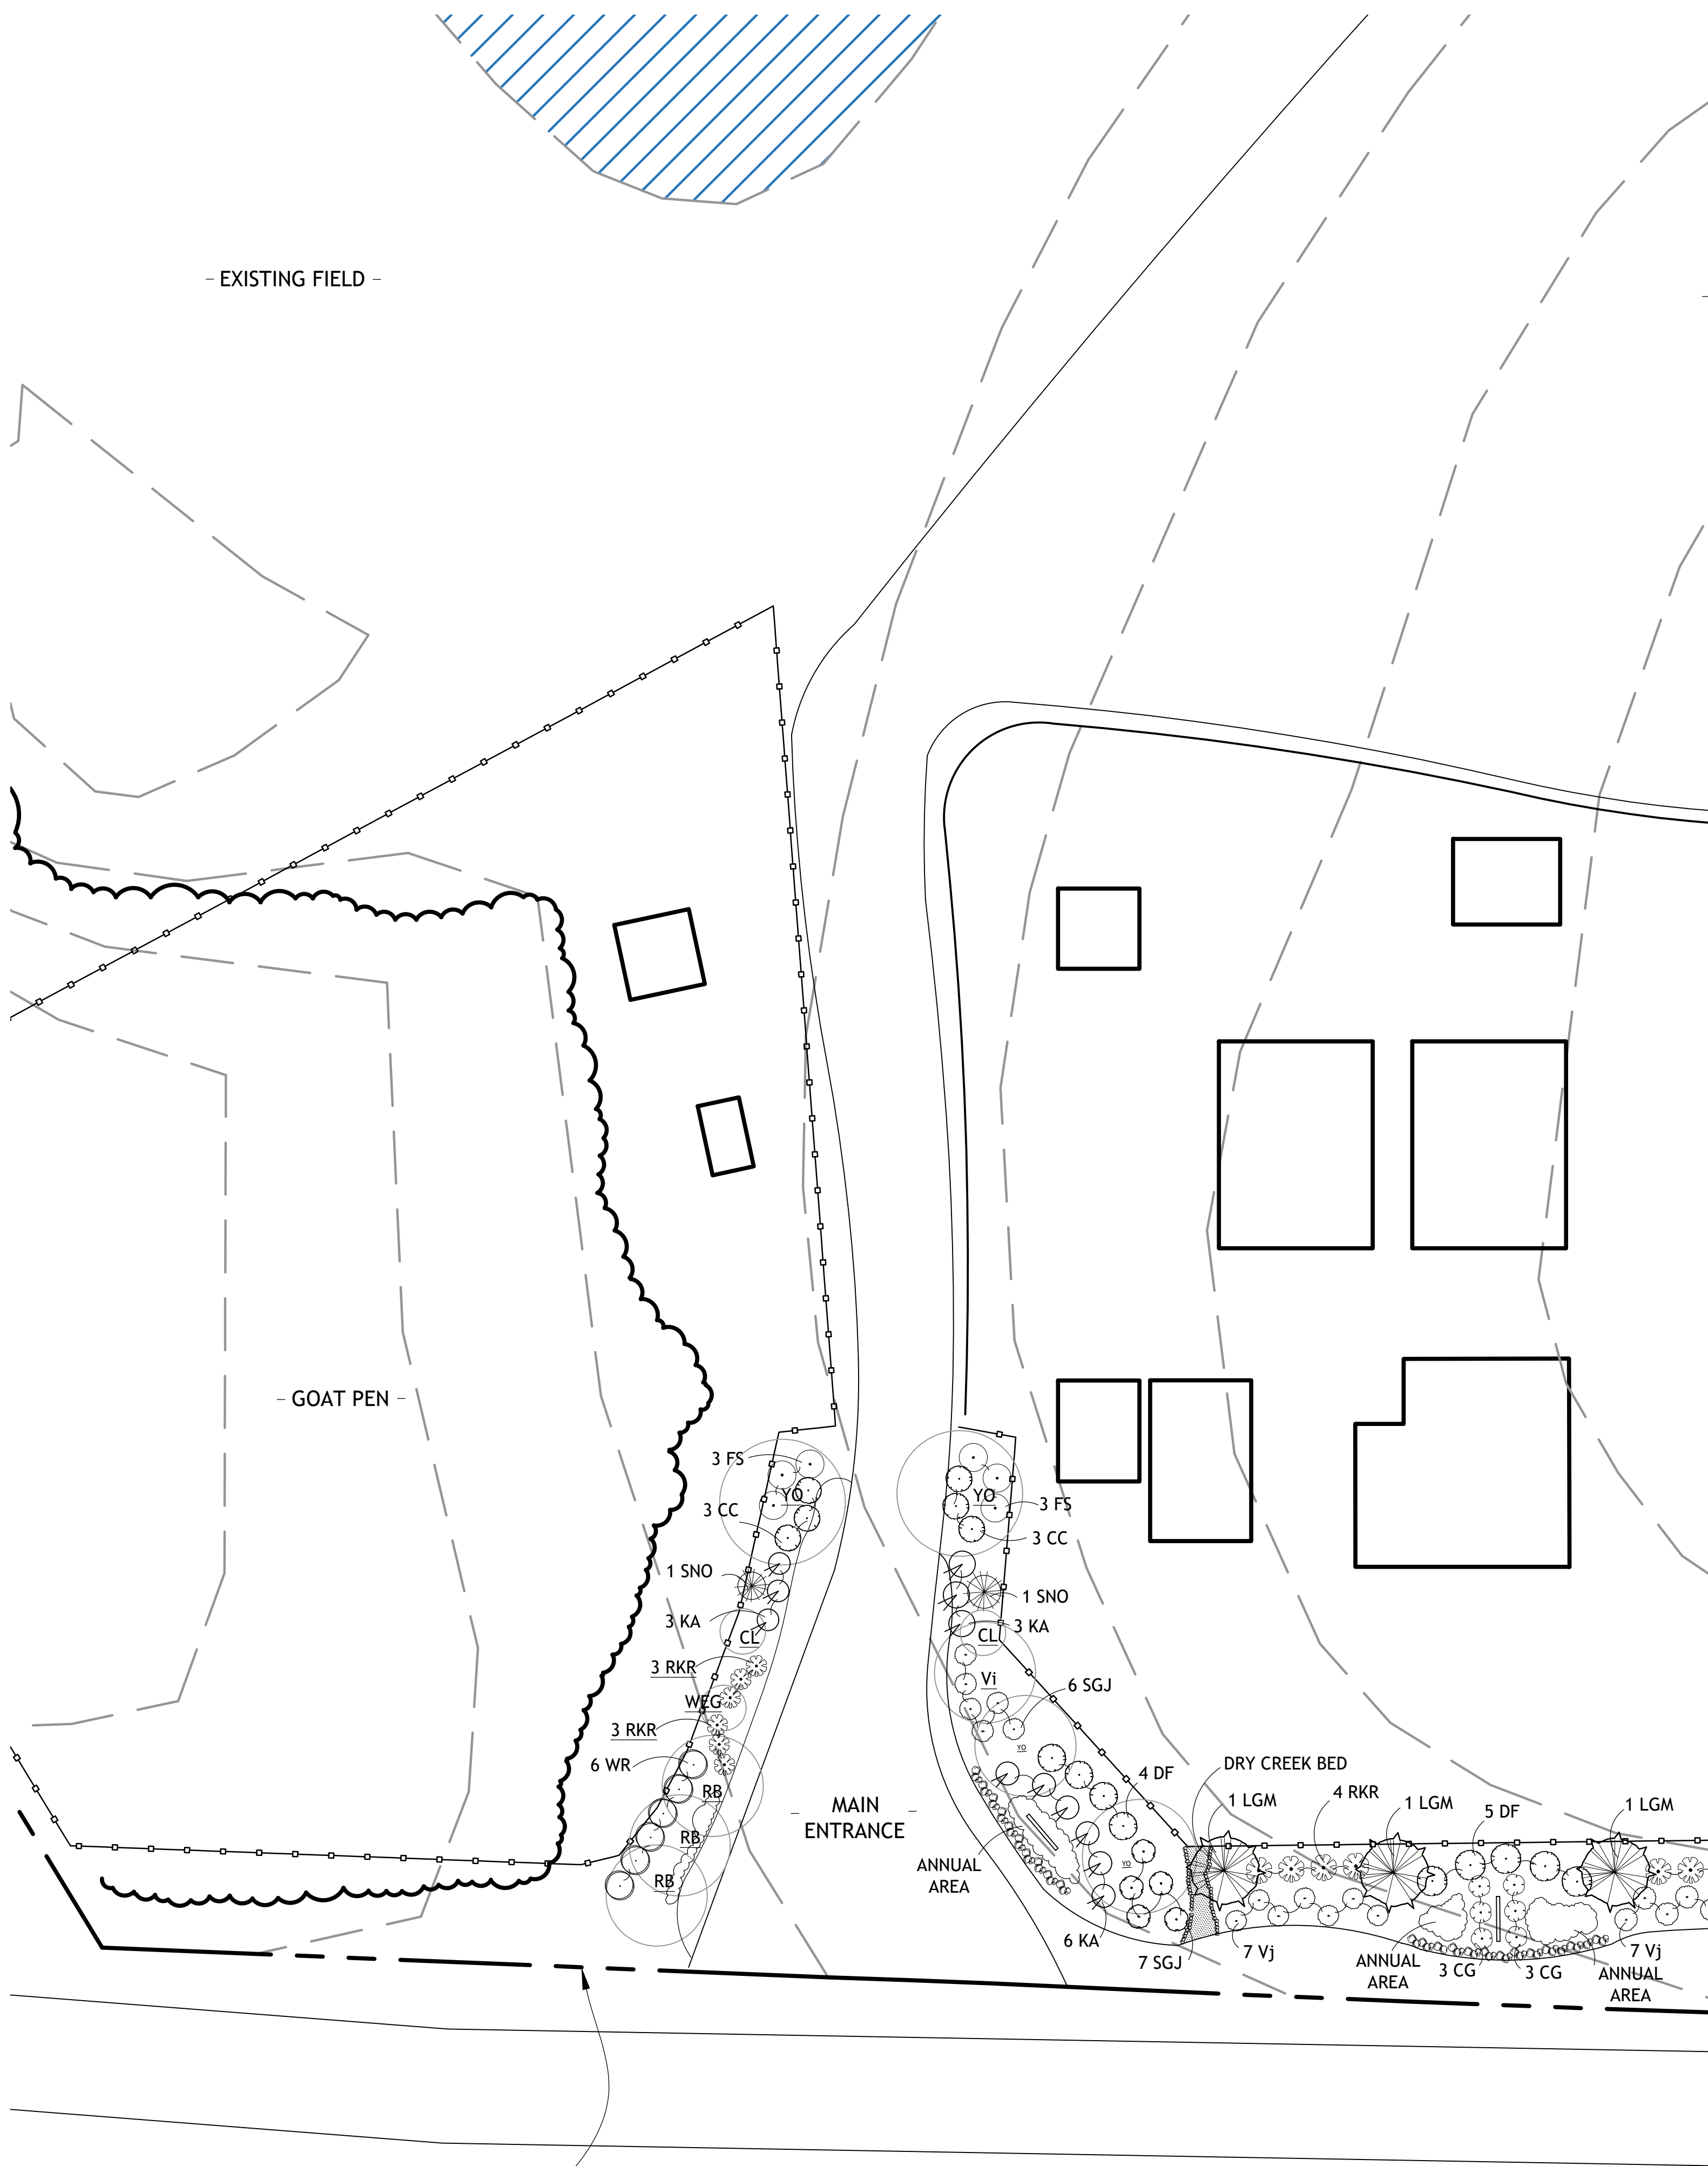 – EXISTING FIELD –
– GOAT PEN –
3 FS
YO
3 CC
1 SNO
3 KA
CL
3 RKR
WEG
3 RKR
6 WR
RB
RB
RB
– MAIN –
ENTRANCE
YO
3 FS
3 CC
1 SNO
3 KA
CL
Vi
6 SGJ
YO
4 DF
DRY CREEK BED
1 LGM
4 RKR
1 LGM
5 DF
1 LGM
YO
ANNUAL
AREA
6 KA
7 SGJ
7 Vj
ANNUAL
AREA
3 CG
3 CG
7 Vj
ANNUAL
AREA